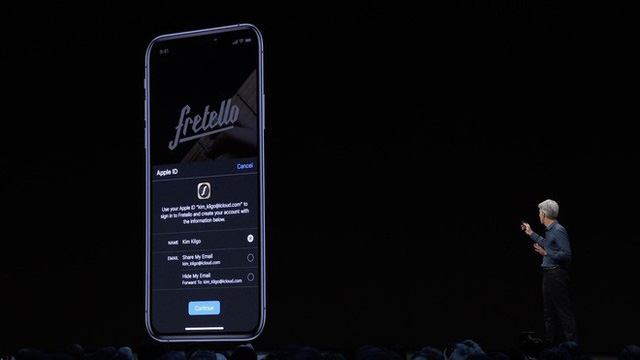 9:41
fretello
Apple ID
Cancel
Use your Apple ID "kim_kilgo@icloud.com" to
sign in to Fretello and create your account with
the information below.
NAME Kim Kilgo
EMAIL Share My Email
kim_kilgo@icloud.com
Hide My Email
Forward To: kim_kilgo@icloud.com
Continue